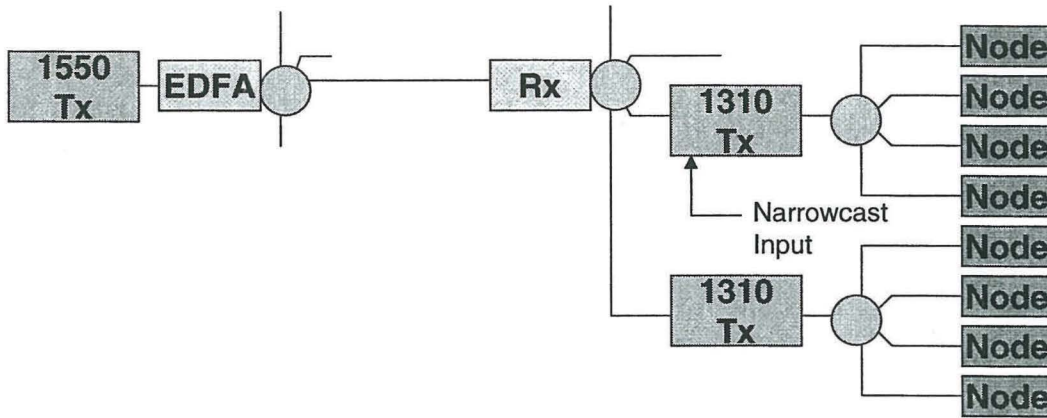 1550
Tx
EDFA
Rx
1310
Tx
Narrowcast
Input
1310
Tx
Node
Node
Node
Node
Node
Node
Node
Node